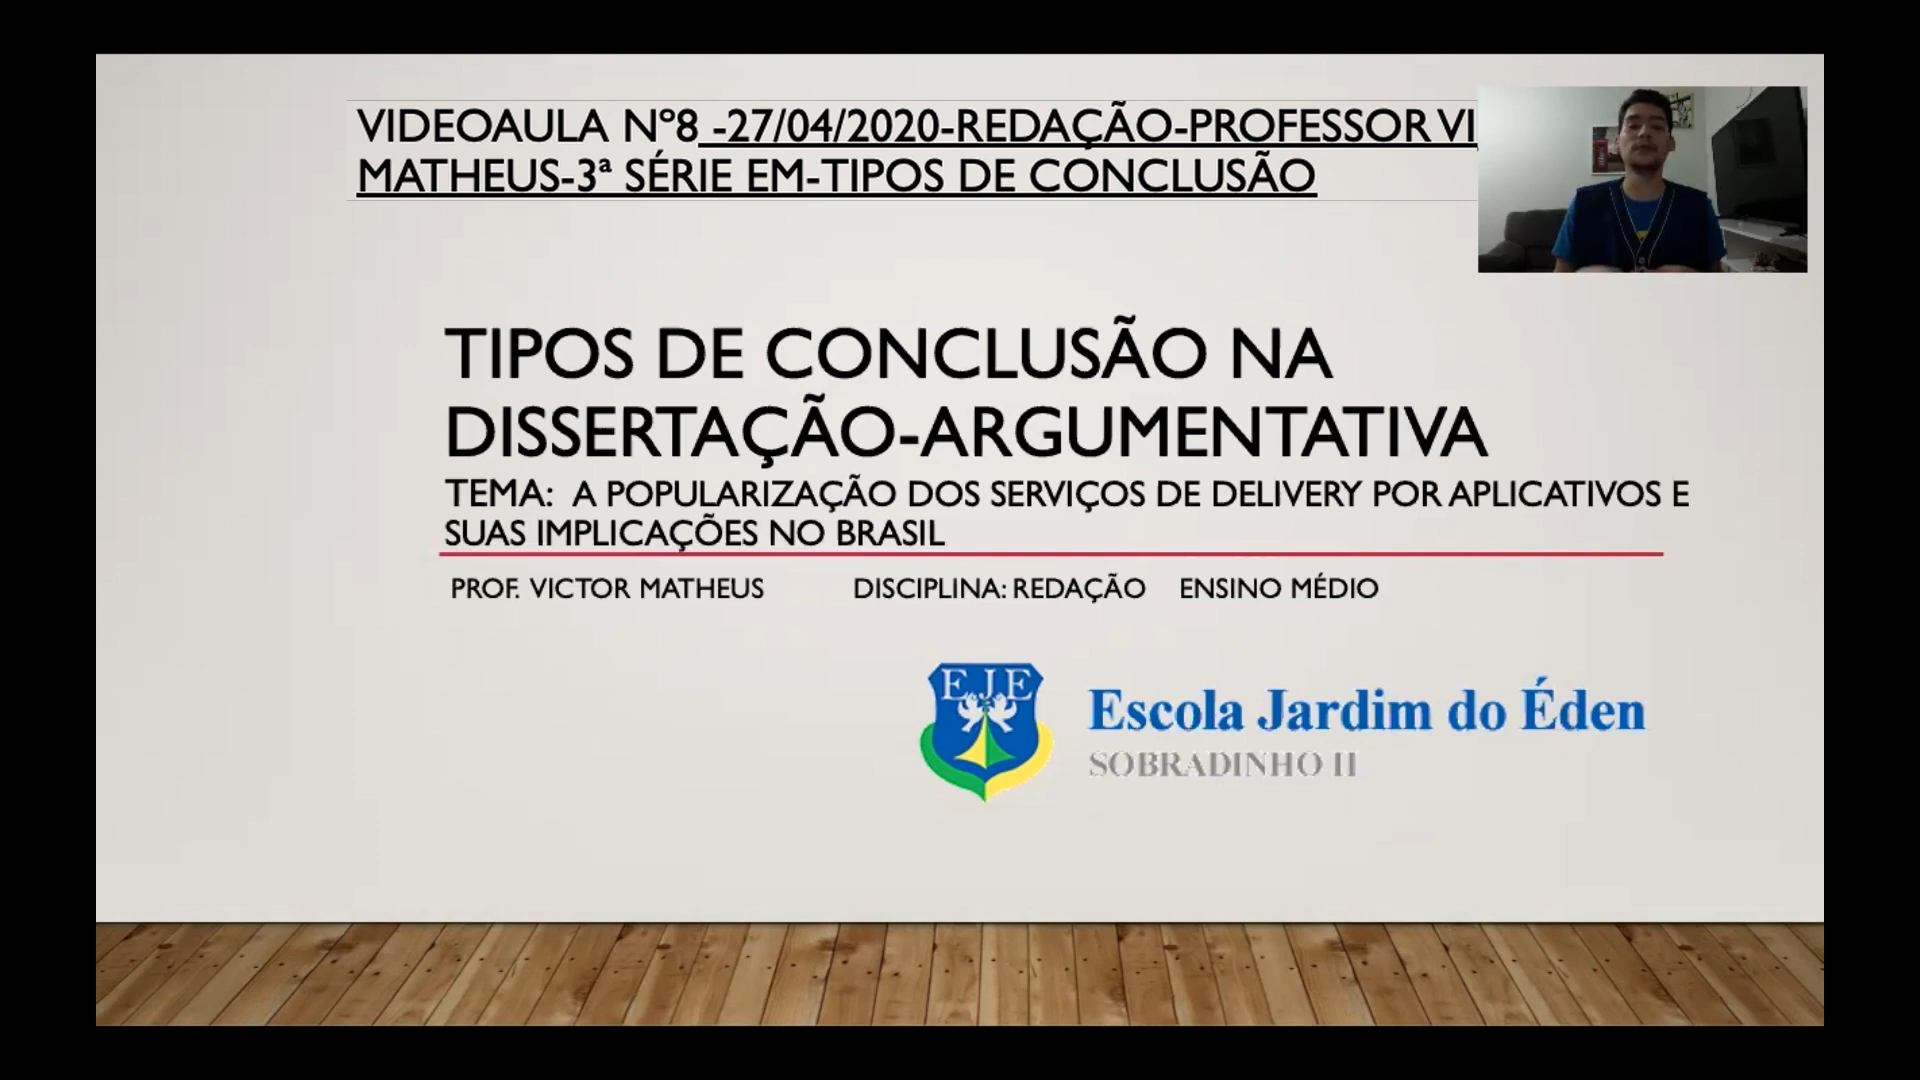 VIDEOAULA Nº8 -27/04/2020-REDAÇÃO-PROFESSOR VI
MATHEUS-3ª SÉRIE EM-TIPOS DE CONCLUSÃO
TIPOS DE CONCLUSÃO NA
DISSERTAÇÃO-ARGUMENTATIVA
TEMA: A POPULARIZAÇÃO DOS SERVIÇOS DE DELIVERY POR APLICATIVOS E
SUAS IMPLICAÇÕES NO BRASIL
PROF. VICTOR MATHEUS DISCIPLINA: REDAÇÃO ENSINO MÉDIO
EJE
Escola Jardim do Éden
SOBRADINHO II